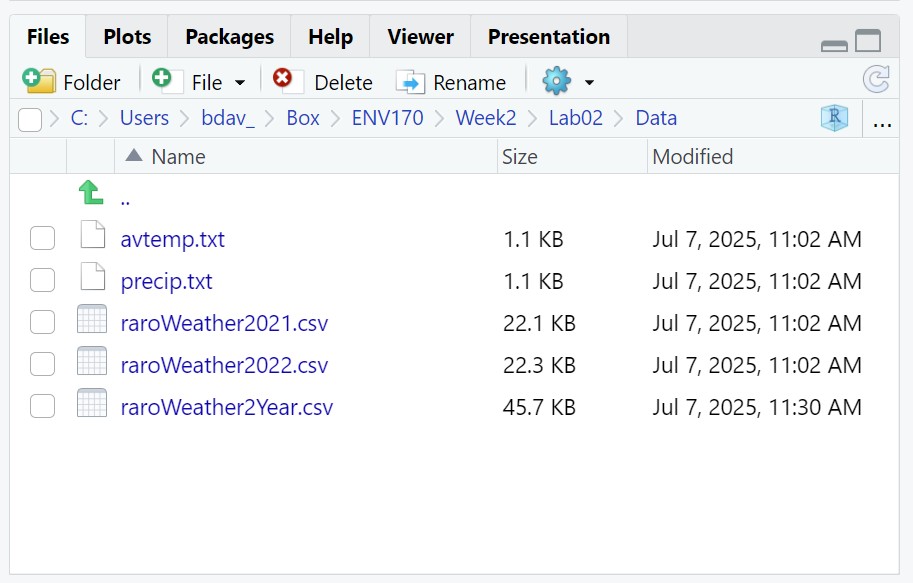 Files Plots Packages Help Viewer Presentation
Folder File Delete Rename
C: Users bdav_ Box ENV170 Week2 Lab02 Data R ...
Name Size Modified
..
avtemp.txt 1.1 KB Jul 7, 2025, 11:02 AM
precip.txt 1.1 KB Jul 7, 2025, 11:02 AM
raroWeather2021.csv 22.1 KB Jul 7, 2025, 11:02 AM
raroWeather2022.csv 22.3 KB Jul 7, 2025, 11:02 AM
raroWeather2Year.csv 45.7 KB Jul 7, 2025, 11:30 AM